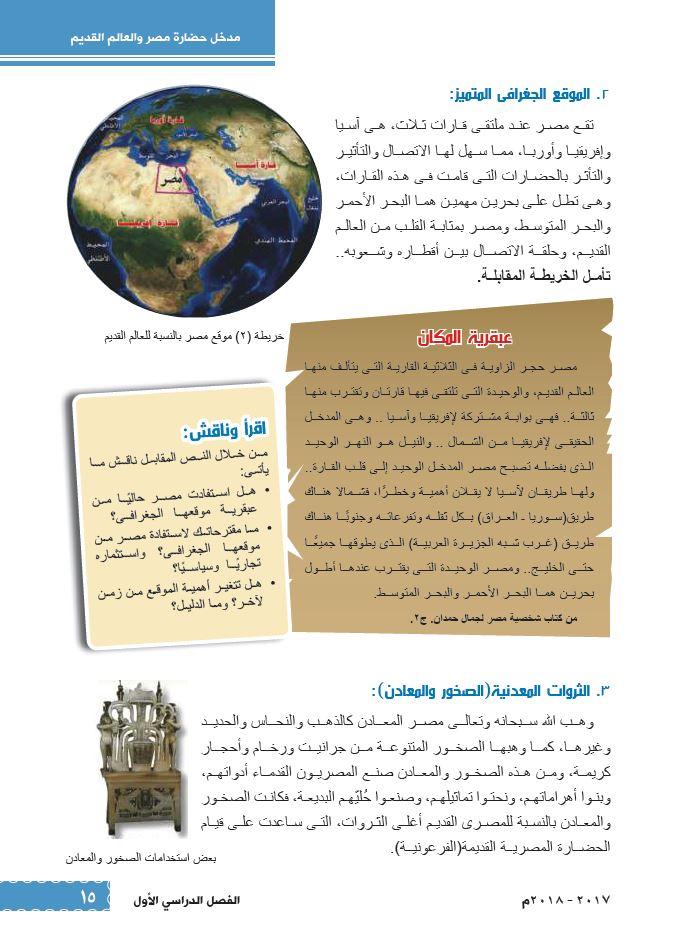 مدخل حضارة مصر والعالم القديم
٢. الموقع الجغرافى المتميز:
تقع مصر عند ملتقى قارات ثلاث، هى آسيا
وإفريقيا وأوربا، مما سهل لها الاتصال والتأثير
والتأثر بالحضارات التى قامت فى هذه القارات،
وهى تطل على بحرين مهمين هما البحر الأحمر
والبحر المتوسط، ومصر بمثابة القلب من العالم
القديم، وحلقة الاتصال بين أقطاره وشعوبه..
تأمل الخريطة المقابلة.
قارة أوربا
المحيط
الأطلنطي
البحر المتوسط
قارة آسيا
مصر
البحر العربي
خليج
بنغال
قارة إفريقيا
المحيط الهندي
المحيط
الأطلنطي
خريطة (٢) موقع مصر بالنسبة للعالم القديم
عبقرية المكان
مصر حجر الزاوية فى الثلاثية القارية التى يتألف منها
العالم القديم، والوحيدة التى تلتقى فيها قارتان وتقترب منها
ثالثة.. فهى بوابة مشتركة لإفريقيا وآسيا .. وهى المدخل
الحقيقى لإفريقيا من الشمال .. والنيل هو النهر الوحيد
الذى بفضله تصبح مصر المدخل الوحيد إلى قلب القارة..
ولها طريقان لآسيا لا يقلان أهمية وخطرًا، فشمالا هناك
طريق(سوريا ـ العراق) بكل ثقله وتفرعاته وجنوبًا هناك
طريق (غرب شبه الجزيرة العربية) الذى يطوقها جميعًا
حتى الخليج.. ومصر الوحيدة التى يقترب عندها أطول
بحرين هما البحر الأحمر والبحر المتوسط.
من كتاب شخصية مصر لجمال حمدان. ج٢.
اقرأ وناقش:
من خلال النص المقابل ناقش ما
يأتى:
• هل استفادت مصر حاليًا من
عبقرية موقعها الجغرافى؟
• ما مقترحاتك لاستفادة مصر من
موقعها الجغرافى؟ واستثماره
تجاريًا وسياسيًا؟
• هل تتغير أهمية الموقع من زمن
لآخر؟ وما الدليل؟
٣. الثروات المعدنية(الصخور والمعادن):
وهب الله سبحانه وتعالى مصر المعادن كالذهب والنحاس والحديد
وغيرها، كما وهبها الصخور المتنوعة من جرانيت ورخام وأحجار
كريمة، ومن هذه الصخور والمعادن صنع المصريون القدماء أدواتهم،
وبنوا أهراماتهم، ونحتوا تماثيلهم، وصنعوا حُليّهم البديعة، فكانت الصخور
والمعادن بالنسبة للمصرى القديم أغلى الثروات، التى ساعدت على قيام
الحضارة المصرية القديمة(الفرعونية).
بعض استخدامات الصخور والمعادن
٢٠١٧ - ٢٠١٨م
الفصل الدراسي الأول
١٥